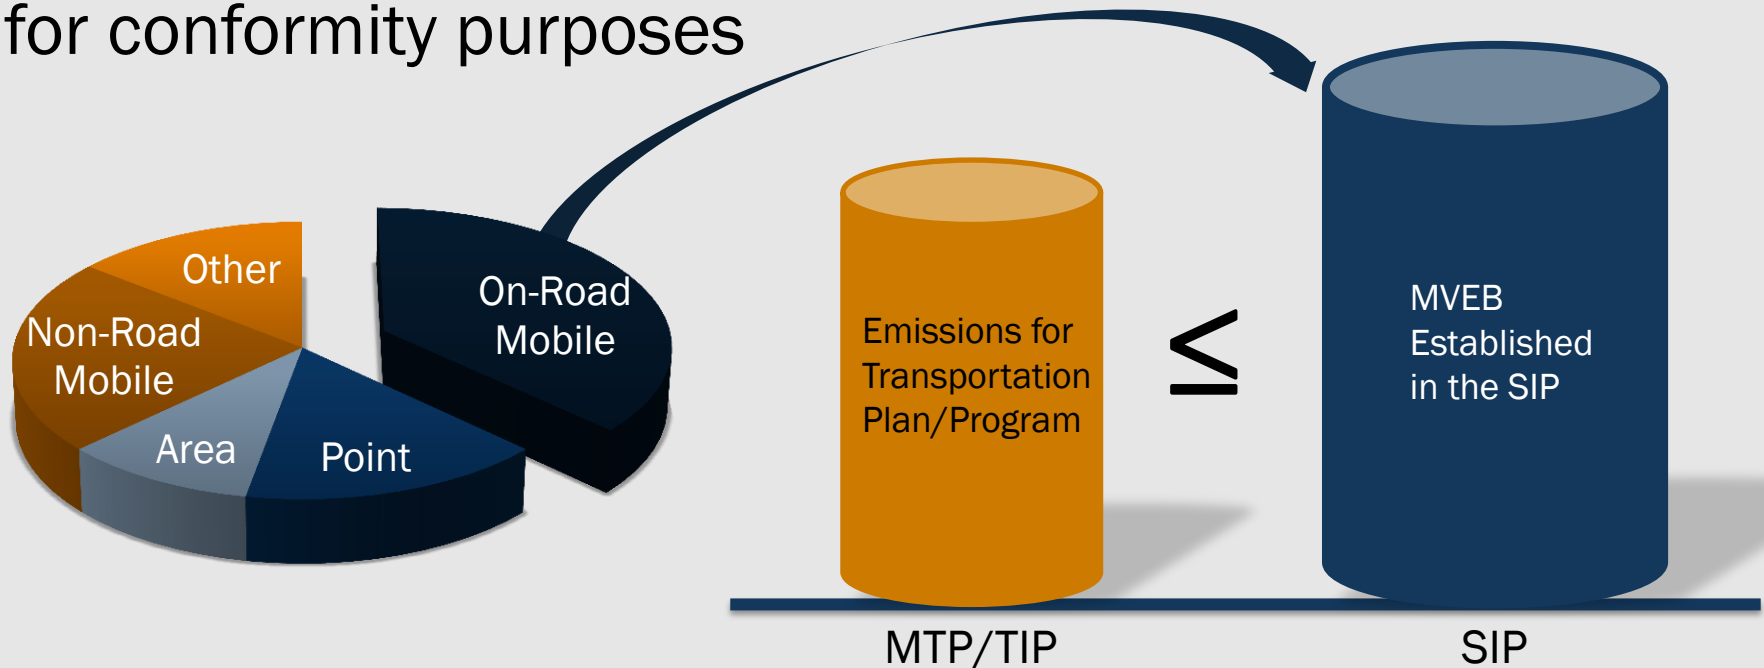 for conformity purposes
Other
On-Road
Mobile
Non-Road
Mobile
Area
Point
Emissions for
Transportation
Plan/Program
≤
MVEB
Established
in the SIP
MTP/TIP
SIP